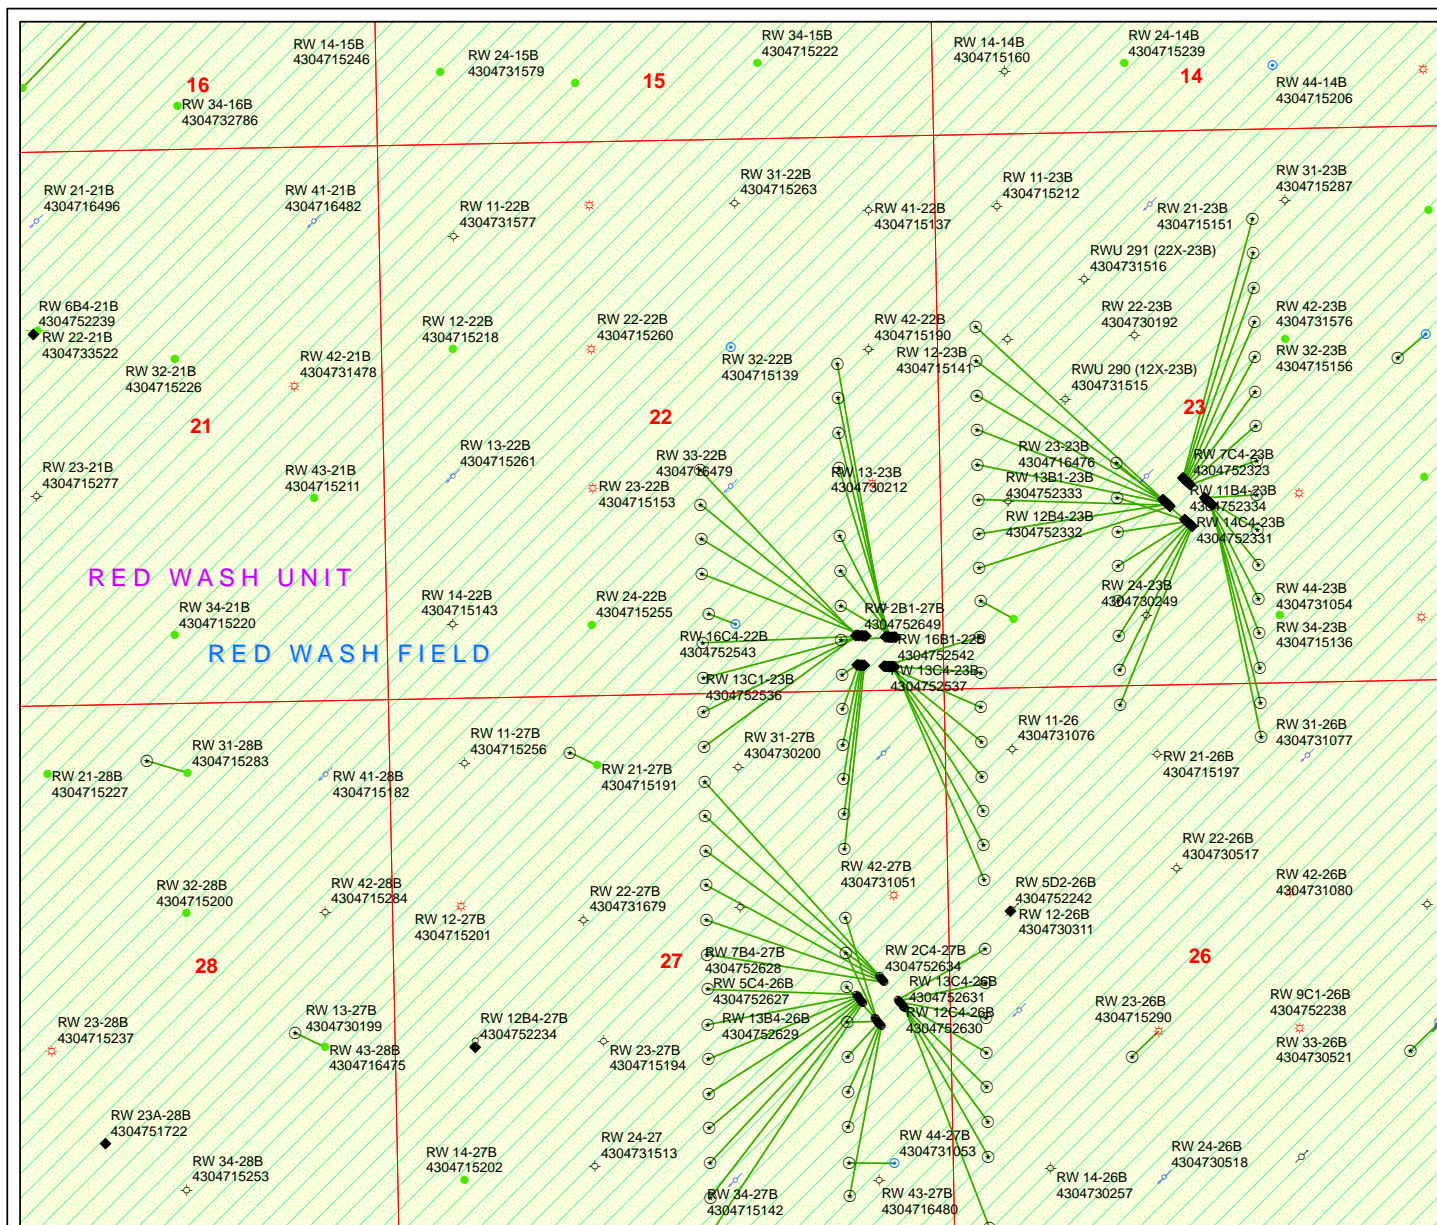 RW 14-15B
4304715246
RW 24-15B
4304731579
RW 34-15B
4304715222
RW 14-14B
4304715160
RW 24-14B
4304715239
16
15
14
RW 34-16B
4304732786
RW 44-14B
4304715206
RW 21-21B
4304716496
RW 41-21B
4304716482
RW 11-22B
4304731577
RW 31-22B
4304715263
RW 41-22B
4304715137
RW 11-23B
4304715212
RW 21-23B
4304715151
RW 31-23B
4304715287
RWU 291 (22X-23B)
4304731516
RW 6B4-21B
4304752239
RW 22-21B
4304733522
RW 32-21B
4304715226
RW 42-21B
4304731478
RW 12-22B
4304715218
RW 22-22B
4304715260
RW 32-22B
4304715139
RW 42-22B
4304715190
RW 12-23B
4304715141
RW 22-23B
4304730192
RW 42-23B
4304731576
RW 32-23B
4304715156
RWU 290 (12X-23B)
4304731515
21
22
23
RW 23-21B
4304715277
RW 43-21B
4304715211
RW 13-22B
4304715261
RW 33-22B
4304716479
RW 23-22B
4304715153
RW 13-23B
4304730212
RW 23-23B
4304716476
RW 13B1-23B
4304752333
RW 12B4-23B
4304752332
RW 7C4-23B
4304752323
RW 11B4-23B
4304752334
RW 14C4-23B
4304752331
RED WASH UNIT
RW 34-21B
4304715220
RED WASH FIELD
RW 14-22B
4304715143
RW 24-22B
4304715255
RW 2B1-27B
4304752649
RW 16C4-22B
4304752543
RW 16B1-22B
4304752542
RW 13C1-23B
4304752536
RW 13C4-23B
4304752537
RW 24-23B
4304730249
RW 44-23B
4304731054
RW 34-23B
4304715136
RW 31-28B
4304715283
RW 21-28B
4304715227
RW 41-28B
4304715182
RW 11-27B
4304715256
RW 21-27B
4304715191
RW 31-27B
4304730200
RW 11-26
4304731076
RW 21-26B
4304715197
RW 31-26B
4304731077
RW 32-28B
4304715200
RW 42-28B
4304715284
RW 12-27B
4304715201
RW 22-27B
4304731679
RW 42-27B
4304731051
RW 5D2-26B
4304752242
RW 12-26B
4304730311
RW 22-26B
4304730517
RW 42-26B
4304731080
28
27
26
RW 7B4-27B
4304752628
RW 5C4-26B
4304752627
RW 13B4-26B
4304752629
RW 2C4-27B
4304752634
RW 13C4-26B
4304752631
RW 12C4-26B
4304752630
RW 23-28B
4304715237
RW 13-27B
4304730199
RW 43-28B
4304716475
RW 12B4-27B
4304752234
RW 23-27B
4304715194
RW 23-26B
4304715290
RW 9C1-26B
4304752238
RW 33-26B
4304730521
RW 23A-28B
4304751722
RW 34-28B
4304715253
RW 14-27B
4304715202
RW 24-27
4304731513
RW 34-27B
4304715142
RW 44-27B
4304731053
RW 43-27B
4304716480
RW 14-26B
4304730257
RW 24-26B
4304730518